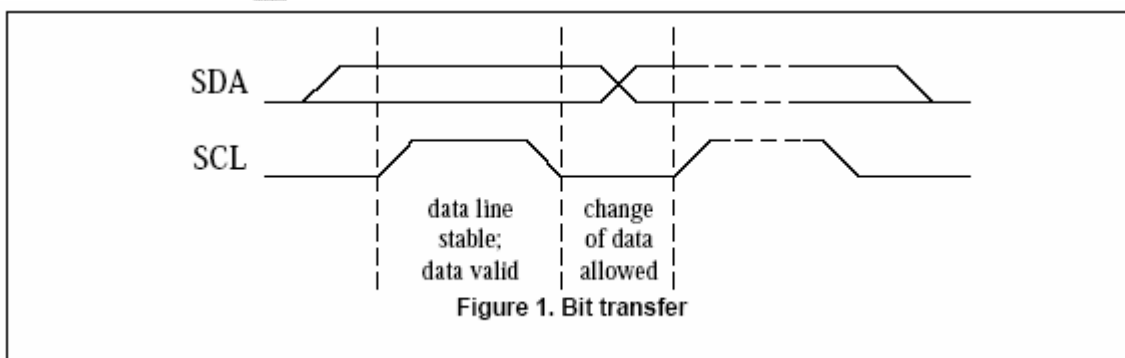 SDA
SCL
data line
stable;
data valid
change
of data
allowed
Figure 1. Bit transfer